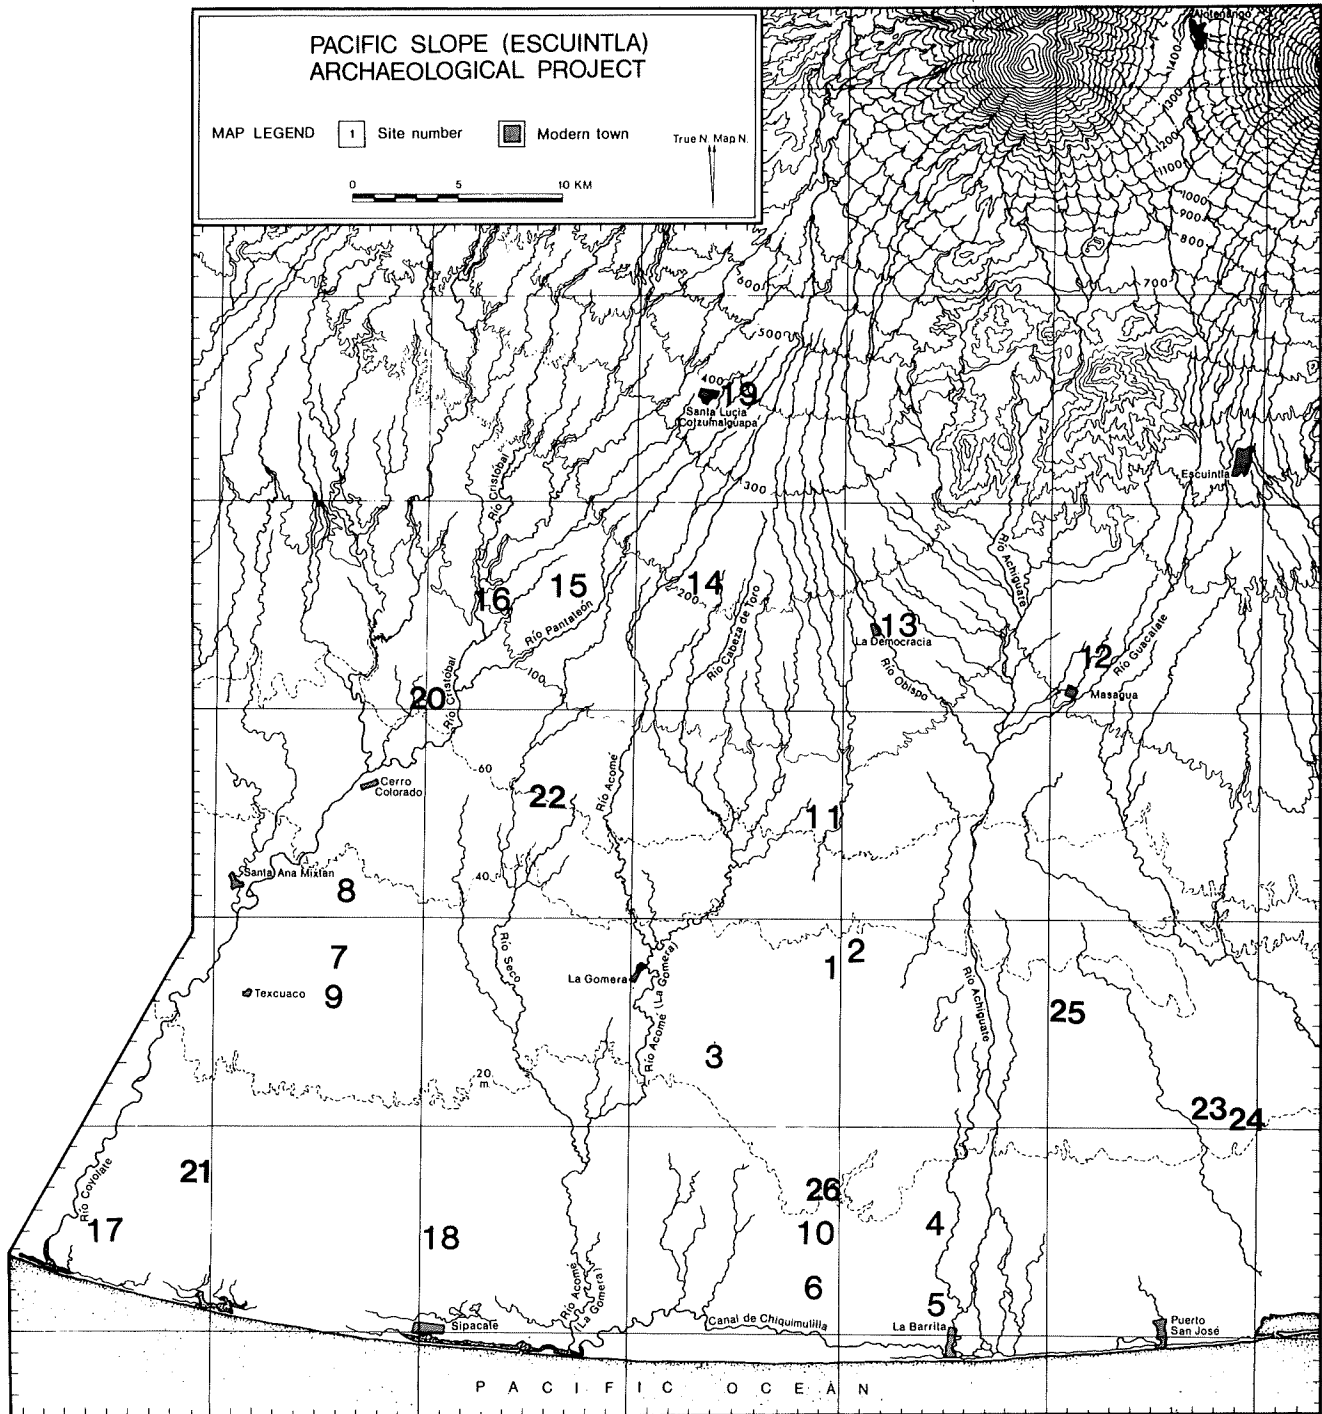 PACIFIC SLOPE (ESCUINTLA)
ARCHAEOLOGICAL PROJECT
MAP LEGEND 1 Site number Modern town
True N. Map N.
0 5 10 KM
Alotenango
1400
1300
1200
1100
1000
900
800
700
600
500
400
19
Santa Lucia
Cotzumalguapa
300
Escuintla
Río Cristóbal
Río Achiguate
16
15
14
200
Río Pantaleón
Río Cabeza de Toro
13
La Democracia
12
Río Guacalate
100
Río Obispo
Masagua
20
Río Cristóbal
60
Cerro
Colorado
22
Río Acomé
11
Santa Ana Mixtan
8
40
7
Río Seco
2
1
La Gomera
Río Acomé (La Gomera)
Texcuaco
9
Río Achiguate
25
3
20
m.
23
24
21
Río Coyolate
26
17
18
10
4
6
Río Acome
(La Gomera)
5
Sipacate
Canal de Chiquimulilla
La Barrita
Puerto
San José
PACIFIC OCEAN